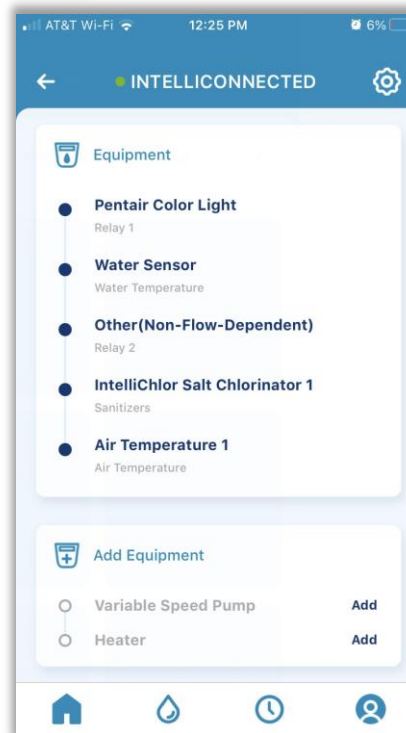 AT&T Wi-Fi 12:25 PM 6%
INTELLICONNECTED
Equipment
Pentair Color Light
Relay 1
Water Sensor
Water Temperature
Other(Non-Flow-Dependent)
Relay 2
IntelliChlor Salt Chlorinator 1
Sanitizers
Air Temperature 1
Air Temperature
Add Equipment
Variable Speed Pump Add
Heater Add